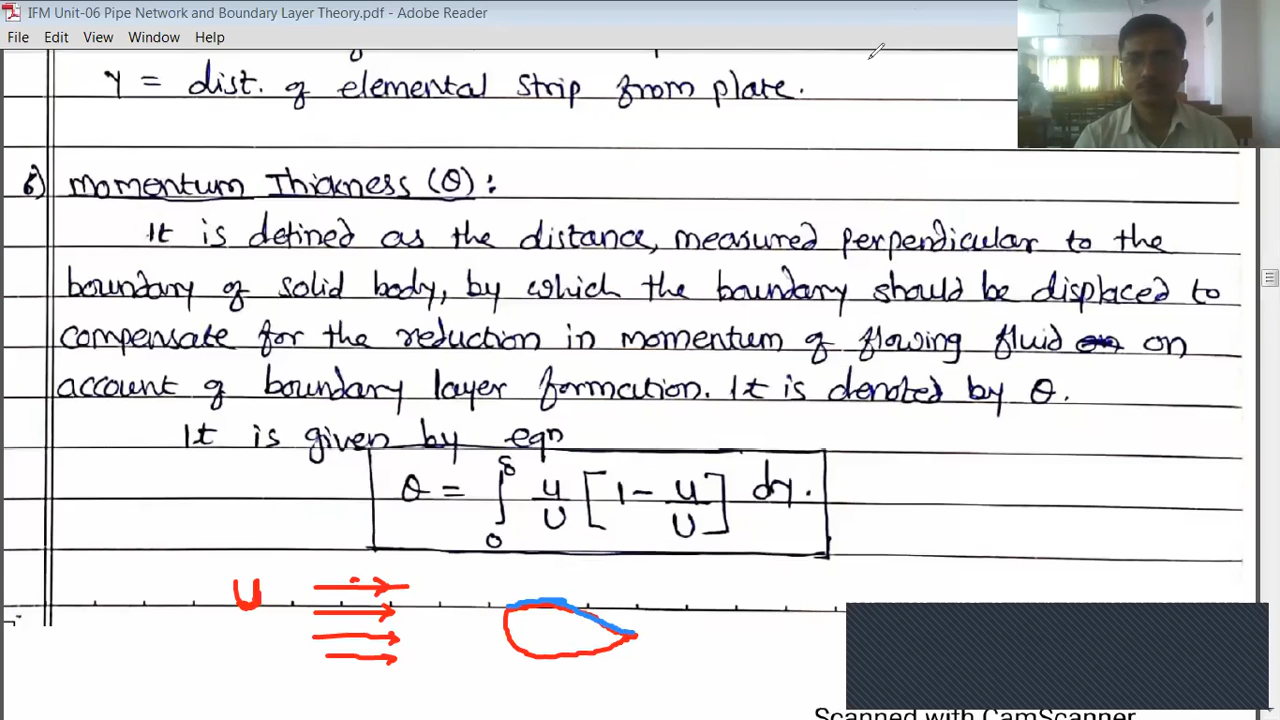 IFM Unit-06 Pipe Network and Boundary Layer Theory.pdf - Adobe Reader
File Edit View Window Help
y = dist. of elemental strip from plate.
6) Momentum Thickness (θ):
It is defined as the distance, measured perpendicular to the
boundary of solid body, by which the boundary should be displaced to
compensate for the reduction in momentum of flowing fluid on
account of boundary layer formation. It is denoted by θ.
It is given by eqn
θ = ∫₀^δ u/U [1 - u/U] dy.
U
Scanned with CamScanner